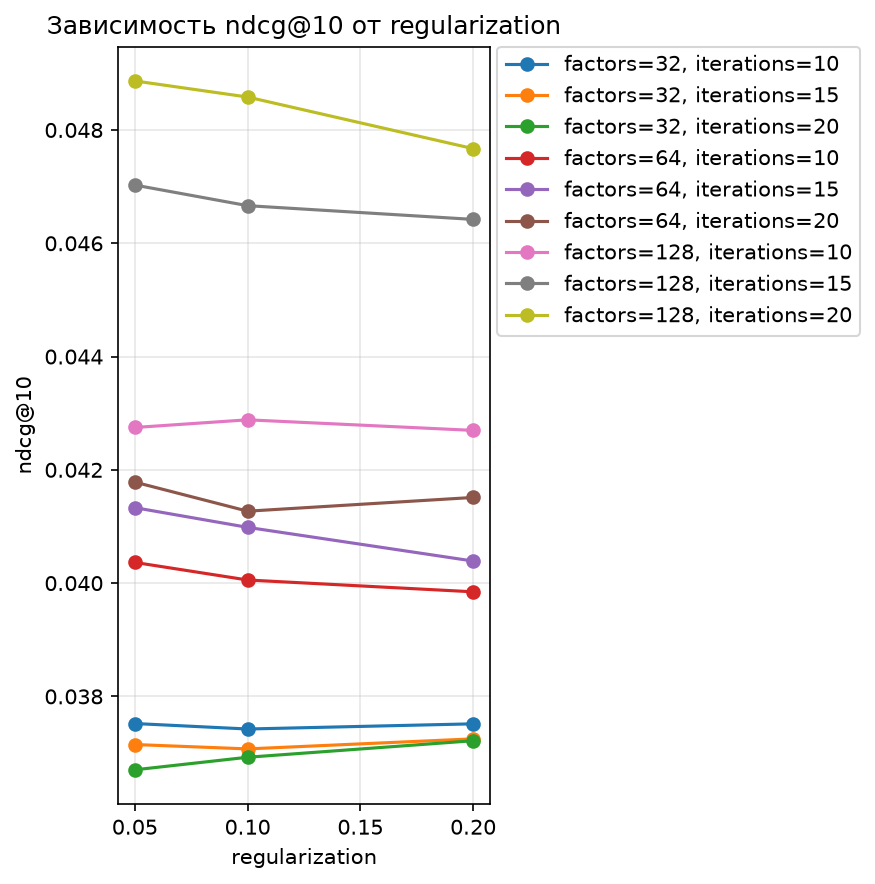 Зависимость ndcg@10 от regularization
factors=32, iterations=10
factors=32, iterations=15
factors=32, iterations=20
factors=64, iterations=10
factors=64, iterations=15
factors=64, iterations=20
factors=128, iterations=10
factors=128, iterations=15
factors=128, iterations=20
ndcg@10
0.048
0.046
0.044
0.042
0.040
0.038
0.05 0.10 0.15 0.20
regularization